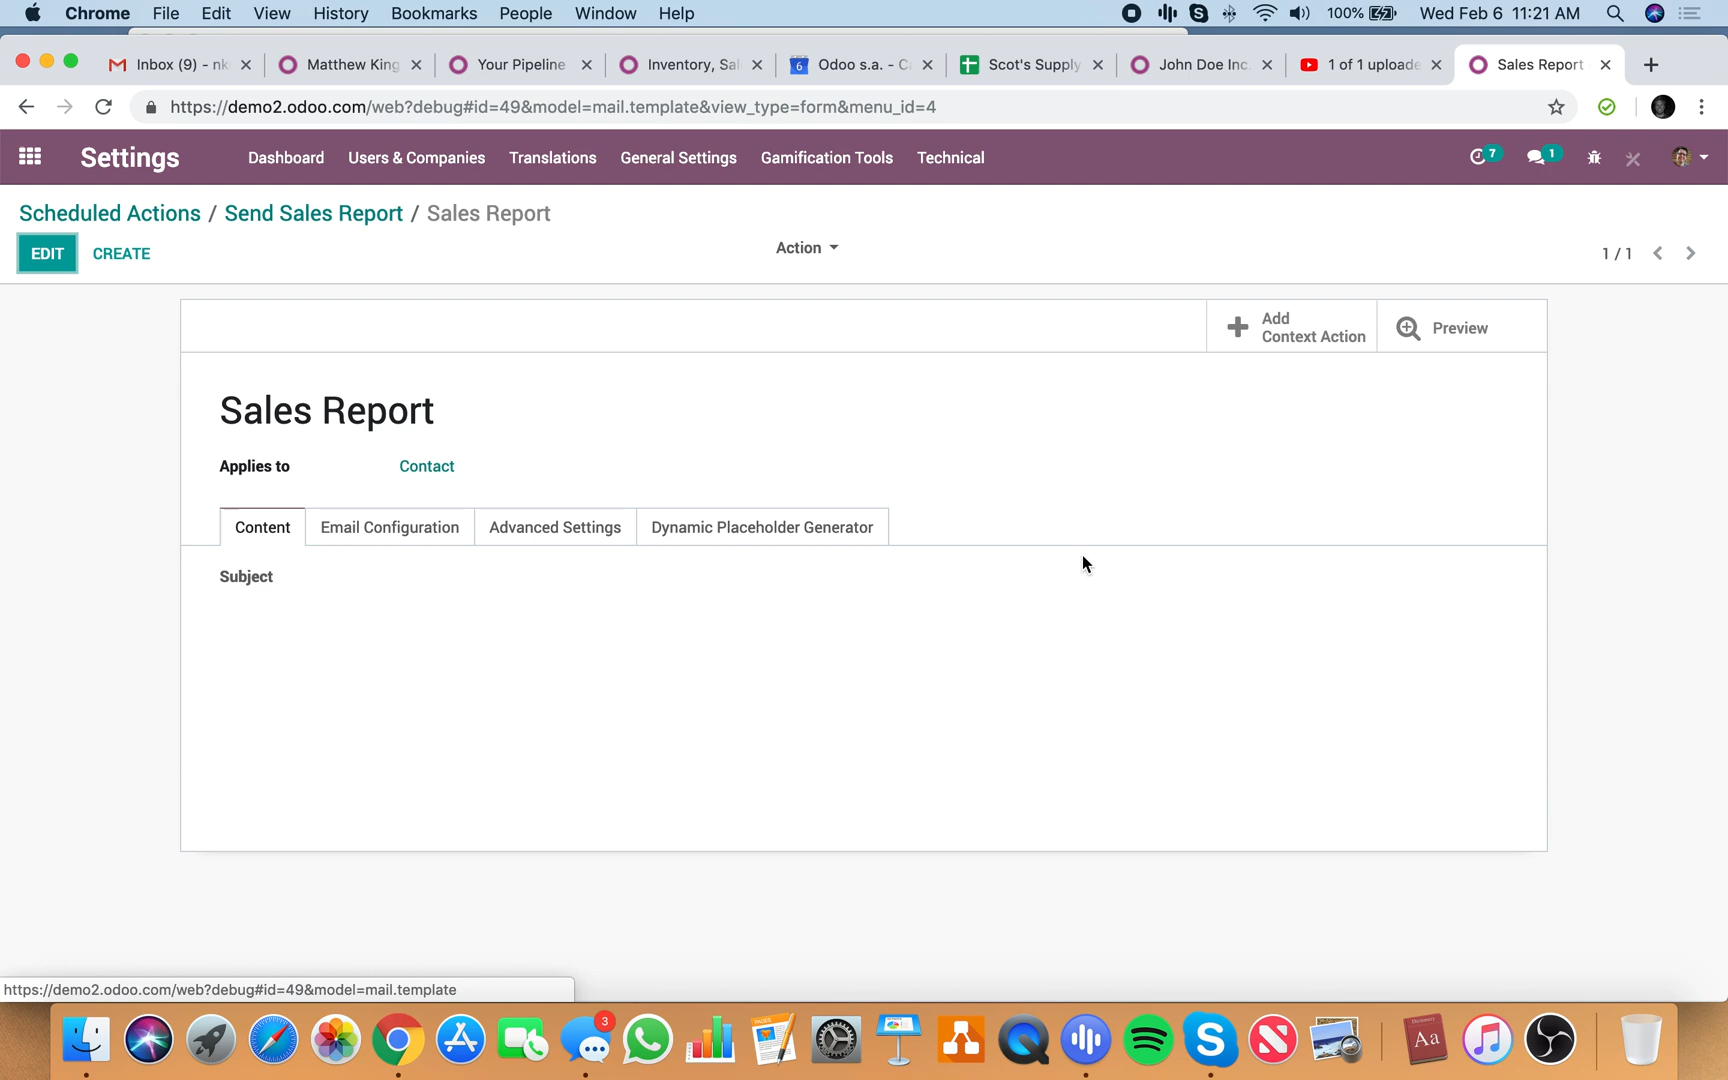 Chrome File Edit View History Bookmarks People Window Help 100% Wed Feb 6 11:21 AM
Inbox (9) - nk Matthew King Your Pipeline Inventory, Sal 6 Odoo s.a. - C Scot's Supply John Doe Inc. 1 of 1 uploade Sales Report
https://demo2.odoo.com/web?debug#id=49&model=mail.template&view_type=form&menu_id=4
Settings Dashboard Users & Companies Translations General Settings Gamification Tools Technical 7 1
Scheduled Actions / Send Sales Report / Sales Report
EDIT CREATE Action 1 / 1
Add
Context Action
Preview
Sales Report
Applies to Contact
Content Email Configuration Advanced Settings Dynamic Placeholder Generator
Subject
https://demo2.odoo.com/web?debug#id=49&model=mail.template
3
PAGES
Dictionary
Aa